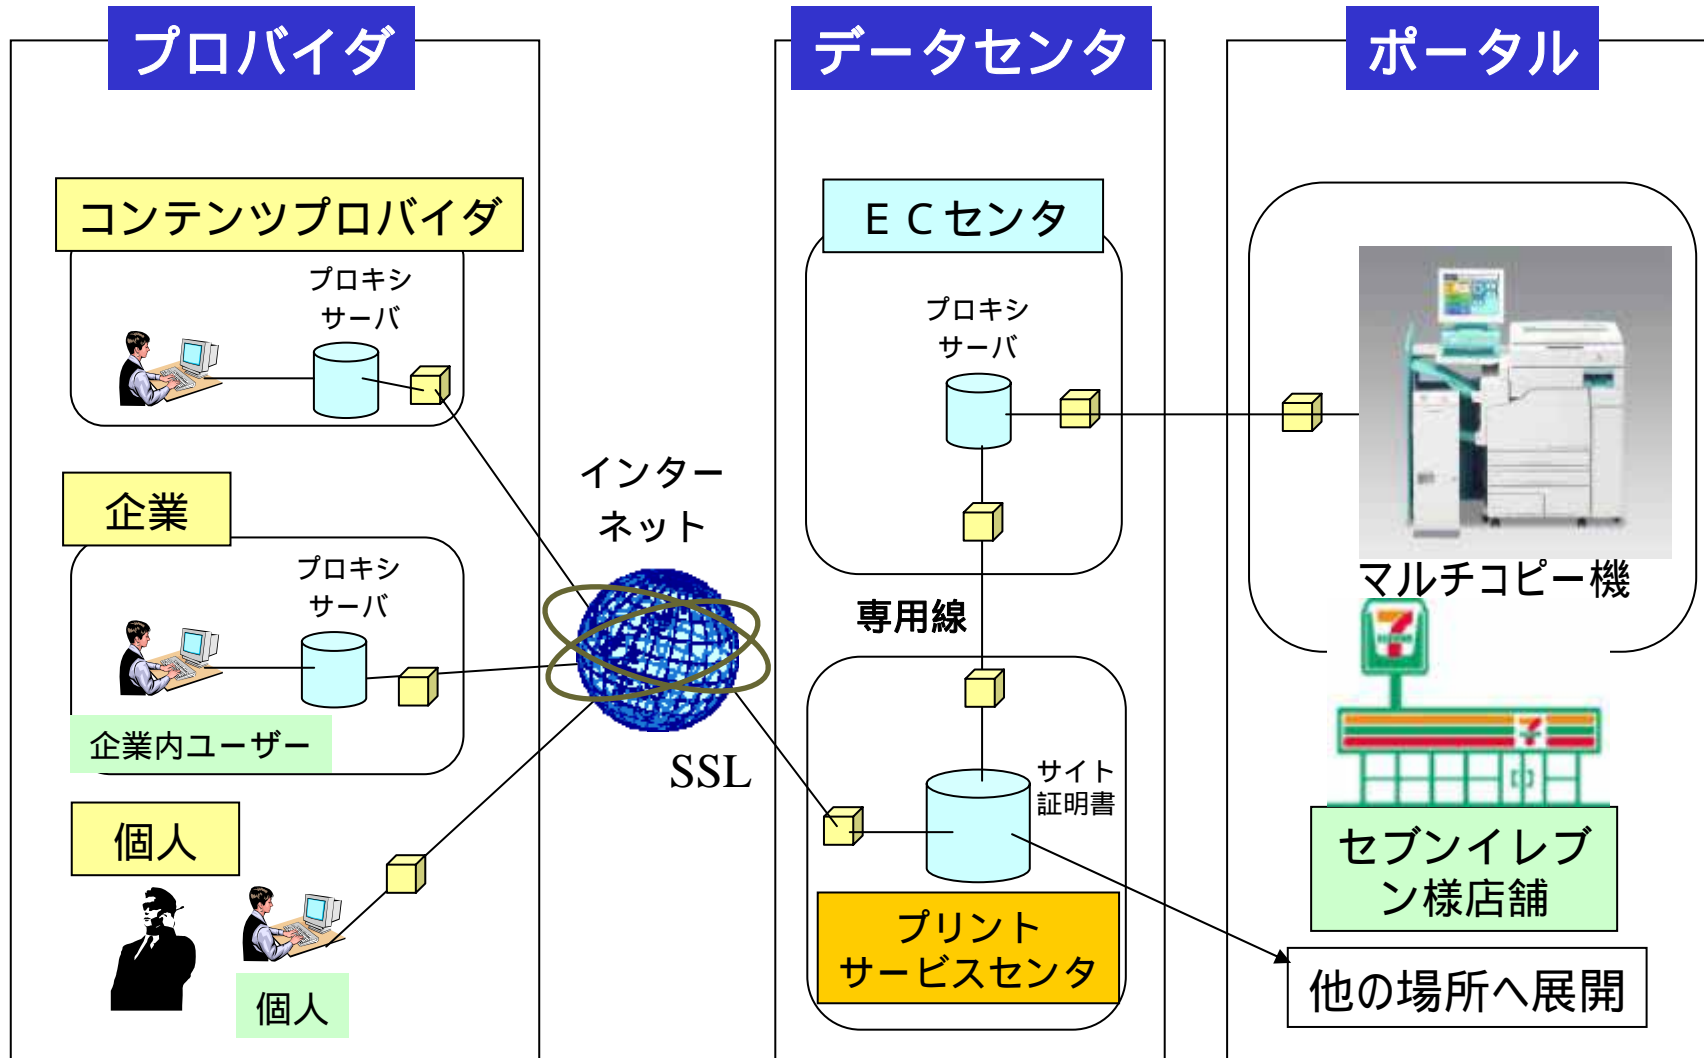 プロバイダ
データセンタ
ポータル
コンテンツプロバイダ
プロキシ
サーバ
企業
プロキシ
サーバ
企業内ユーザー
個人
個人
インター
ネット
SSL
ECセンタ
プロキシ
サーバ
専用線
サイト
証明書
プリント
サービスセンタ
マルチコピー機
セブンイレブ
ン様店舗
他の場所へ展開